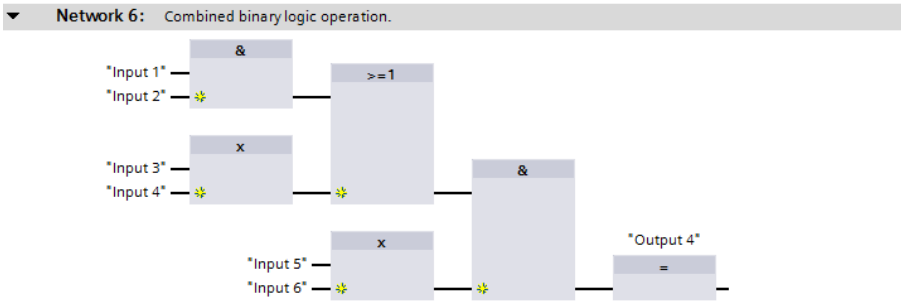 Network 6: Combined binary logic operation.
&
"Input 1"
>=1
"Input 2"
x
"Input 3"
&
"Input 4"
x
"Output 4"
"Input 5"
=
"Input 6"